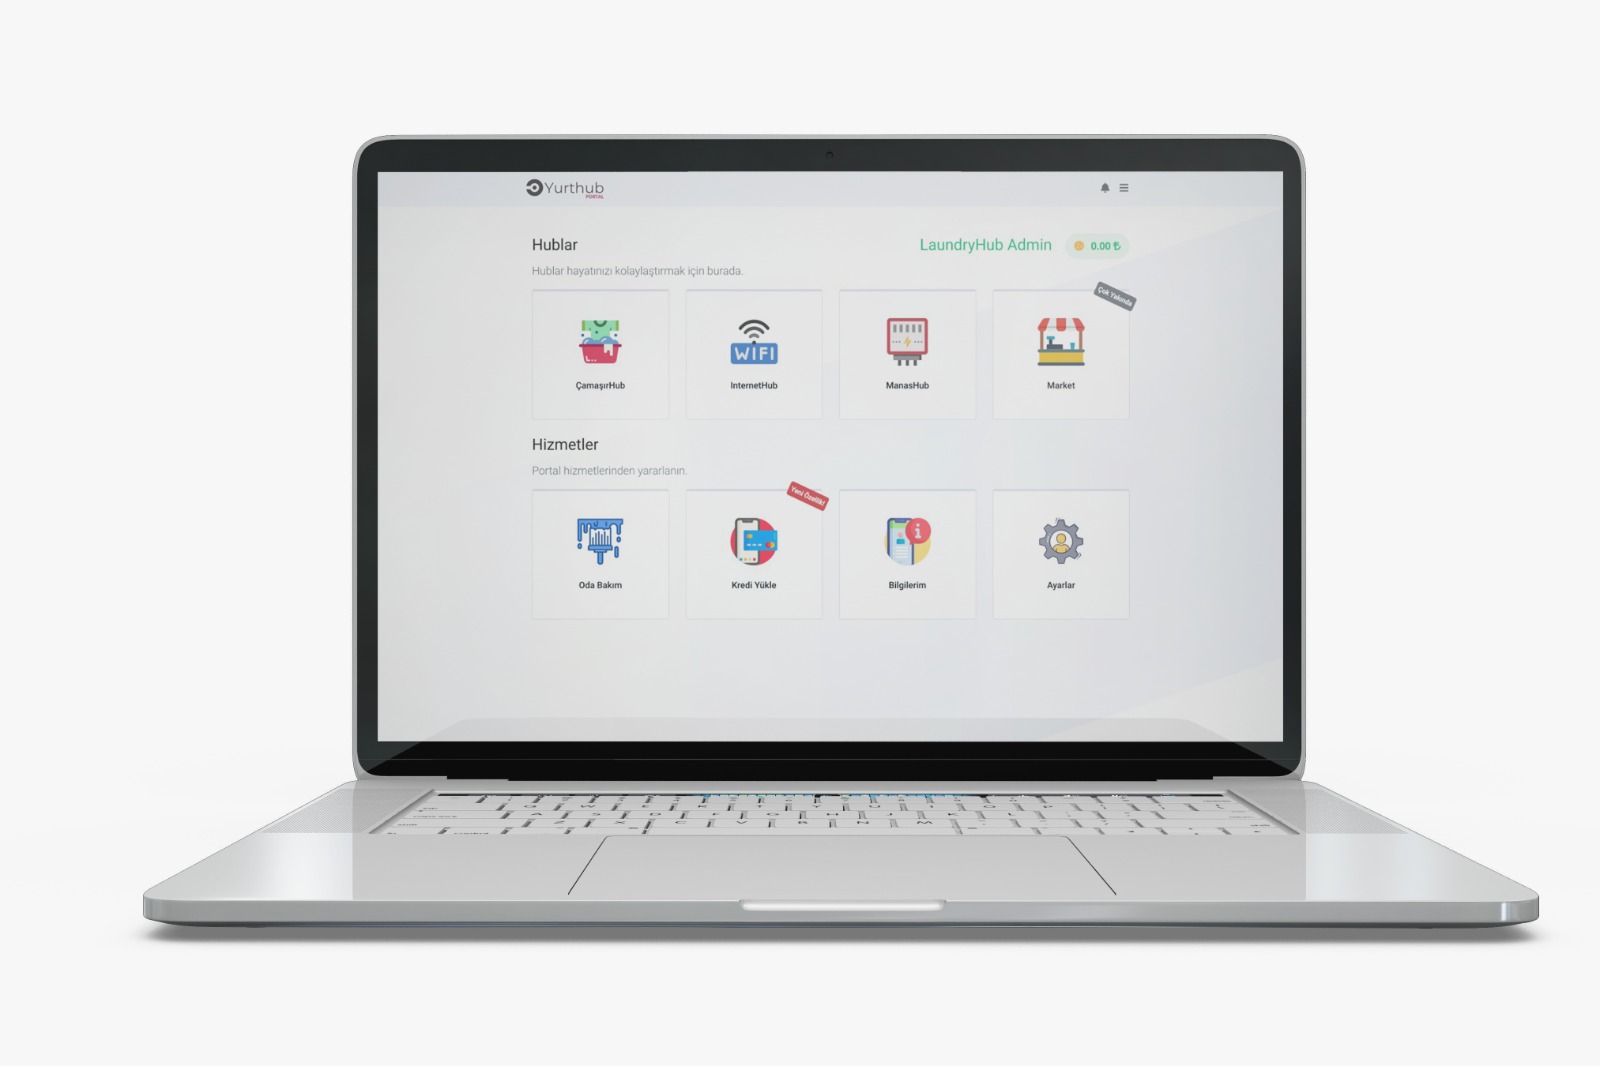 Yurthub
PORTAL
Hublar
LaundryHub Admin
0.00 ₺
Hublar hayatınızı kolaylaştırmak için burada.
Çok Yakında
WIFI
ÇamaşırHub
InternetHub
ManasHub
Market
Hizmetler
Portal hizmetlerinden yararlanın.
Yeni Özellik!
Oda Bakım
Kredi Yükle
Bilgilerim
Ayarlar